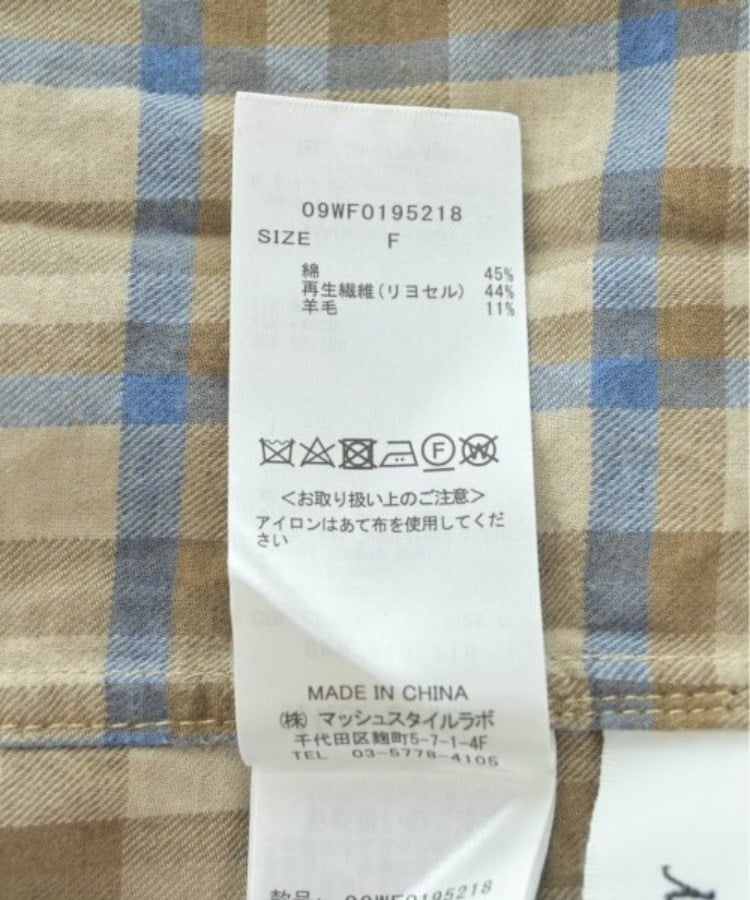 09WF0195218
SIZE F
綿 45%
再生繊維(リヨセル) 44%
羊毛 11%
F W
<お取り扱い上のご注意>
アイロンはあて布を使用してくだ
さい
MADE IN CHINA
(株) マッシュスタイルラボ
千代田区麹町5-7-1-4F
TEL 03-5778-4105
款号: 09WF0195218